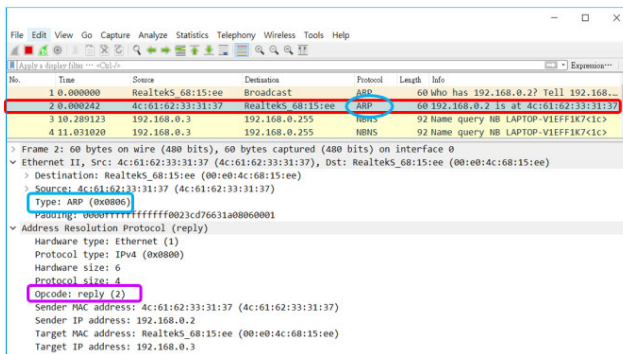 File Edit View Go Capture Analyze Statistics Telephony Wireless Tools Help
Apply a display filter ... <Ctrl-/> Expression...
No. Time Source Destination Protocol Length Info
1 0.000000 RealtekS_68:15:ee Broadcast ARP 60 Who has 192.168.0.2? Tell 192.168....
2 0.000242 4c:61:62:33:31:37 RealtekS_68:15:ee ARP 60 192.168.0.2 is at 4c:61:62:33:31:37
3 10.289123 192.168.0.3 192.168.0.255 NBNS 92 Name query NB LAPTOP-V1EFF1K7<1c>
4 11.031020 192.168.0.3 192.168.0.255 NBNS 92 Name query NB LAPTOP-V1EFF1K7<1c>
Frame 2: 60 bytes on wire (480 bits), 60 bytes captured (480 bits) on interface 0
Ethernet II, Src: 4c:61:62:33:31:37 (4c:61:62:33:31:37), Dst: RealtekS_68:15:ee (00:e0:4c:68:15:ee)
Destination: RealtekS_68:15:ee (00:e0:4c:68:15:ee)
Source: 4c:61:62:33:31:37 (4c:61:62:33:31:37)
Type: ARP (0x0806)
Padding: 0000ffffffffffff0023cd76631a08060001
Address Resolution Protocol (reply)
Hardware type: Ethernet (1)
Protocol type: IPv4 (0x0800)
Hardware size: 6
Protocol size: 4
Opcode: reply (2)
Sender MAC address: 4c:61:62:33:31:37 (4c:61:62:33:31:37)
Sender IP address: 192.168.0.2
Target MAC address: RealtekS_68:15:ee (00:e0:4c:68:15:ee)
Target IP address: 192.168.0.3